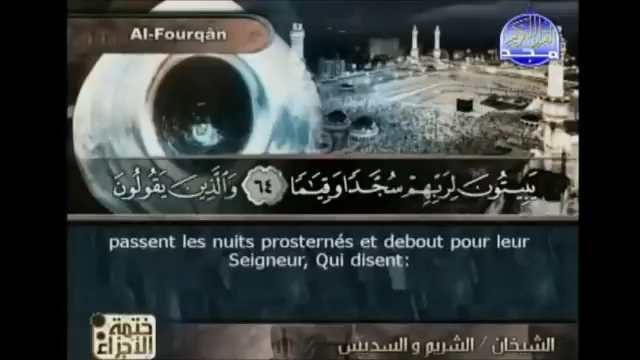 Al-Fourqân
مجد
يَبِيتُونَ لِرَبِّهِمْ سُجَّدًا وَقِيَامًا ٦٤ وَالَّذِينَ يَقُولُونَ
passent les nuits prosternés et debout pour leur
Seigneur, Qui disent:
ختمة
الأجزاء
الشيخان / الشريم و السديس